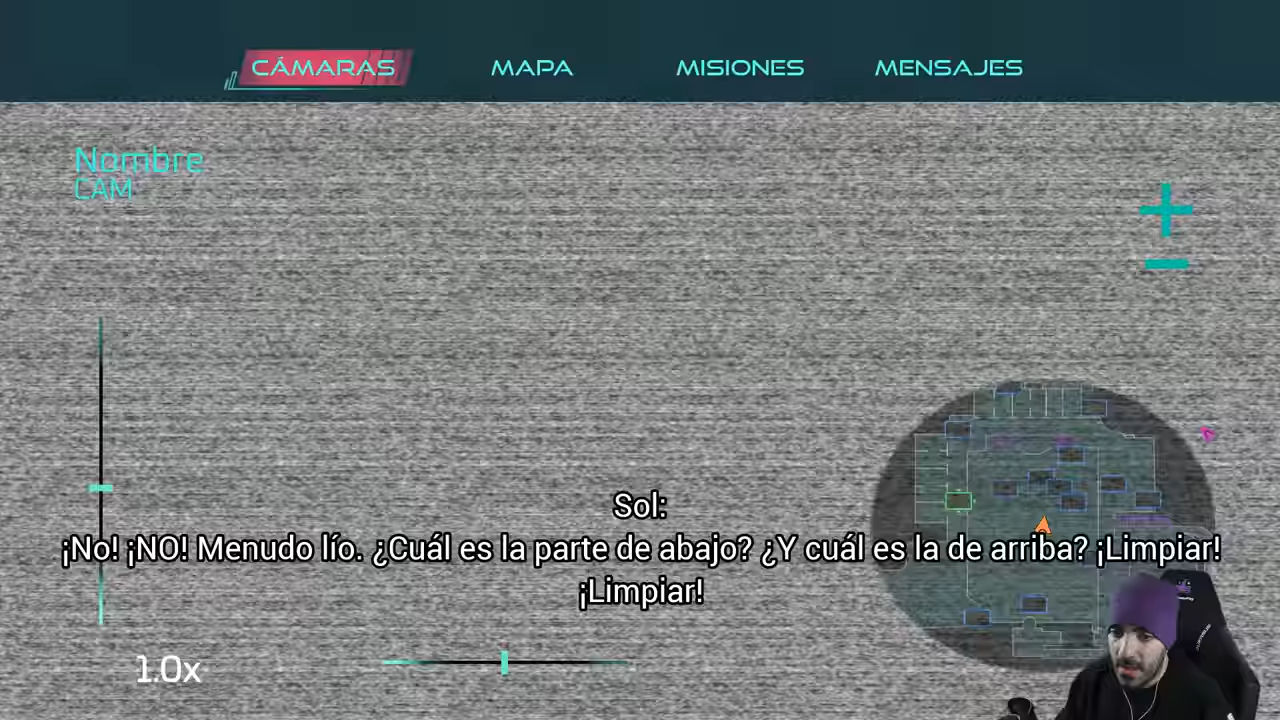 CÁMARAS MAPA MISIONES MENSAJES
Nombre
CAM
Sol:
¡No! ¡NO! Menudo lío. ¿Cuál es la parte de abajo? ¿Y cuál es la de arriba? ¡Limpiar!
¡Limpiar!
1.0x